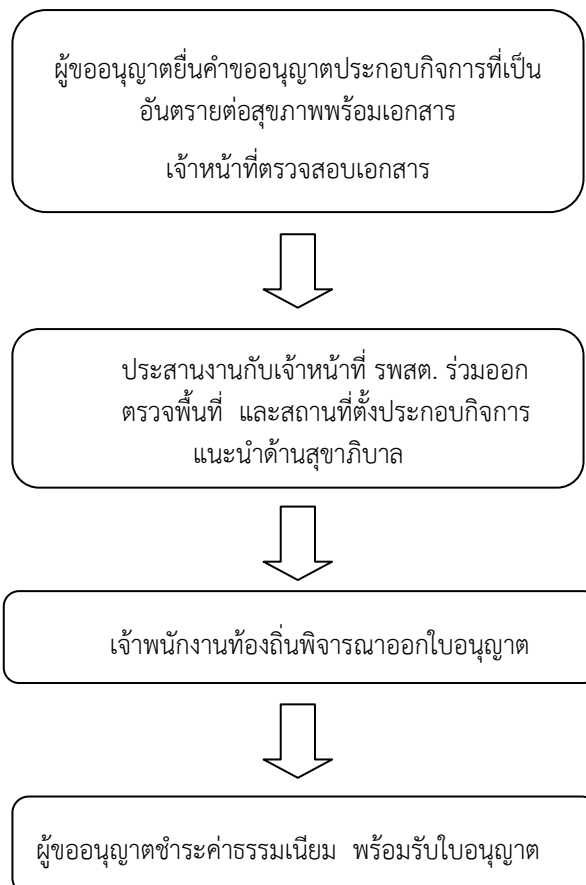 ผู้ขออนุญาตยื่นคำขออนุญาตประกอบกิจการที่เป็น
อันตรายต่อสุขภาพพร้อมเอกสาร
เจ้าหน้าที่ตรวจสอบเอกสาร
ประสานงานกับเจ้าหน้าที่ รพสต. ร่วมออก
ตรวจพื้นที่ และสถานที่ตั้งประกอบกิจการ
แนะนำด้านสุขาภิบาล
เจ้าพนักงานท้องถิ่นพิจารณาออกใบอนุญาต
ผู้ขออนุญาตชำระค่าธรรมเนียม พร้อมรับใบอนุญาต